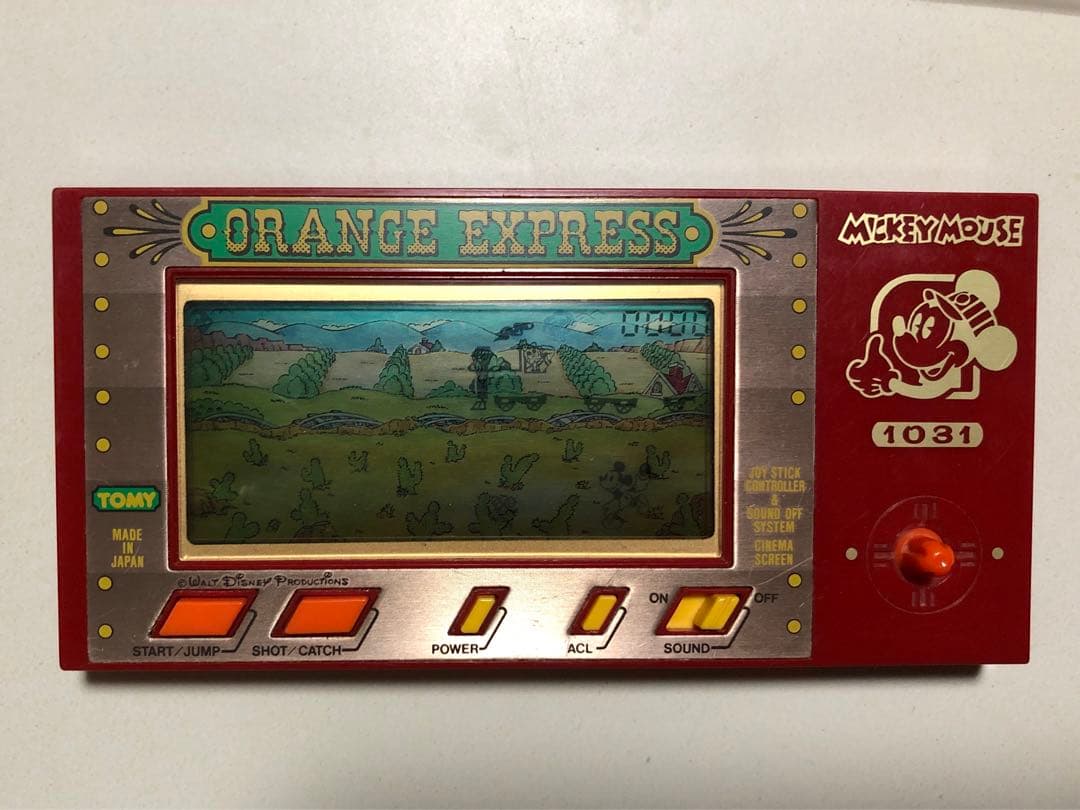 ORANGE EXPRESS
MICKEY MOUSE
1031
TOMY
MADE
IN
JAPAN
JOY STICK
CONTROLLER
&
SOUND OFF
SYSTEM
CINEMA
SCREEN
© WALT DISNEY PRODUCTIONS
START/JUMP
SHOT/CATCH
POWER
ACL
ON
OFF
SOUND